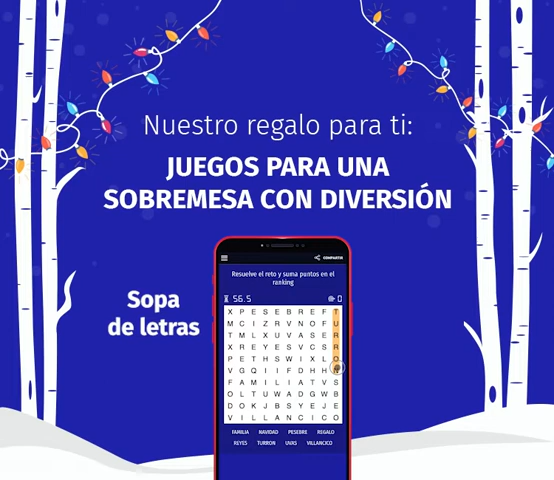 Nuestro regalo para ti:
JUEGOS PARA UNA
SOBREMESA CON DIVERSIÓN
Sopa
de letras
COMPARTIR
Resuelve el reto y suma puntos en el
ranking
56.5
X P E S E B R E F T
M C I Z R V N O F U
T M L X U V A S E R
X R E Y E S V C S R
P E T H S W I X L O
V G Q I I F D H H N
F A M I L I A T V S
O L T U W A D G W B
D O K J B S Y E J E
V I L L A N C I C O
FAMILIA NAVIDAD PESEBRE REGALO
REYES TURRON UVAS VILLANCICO